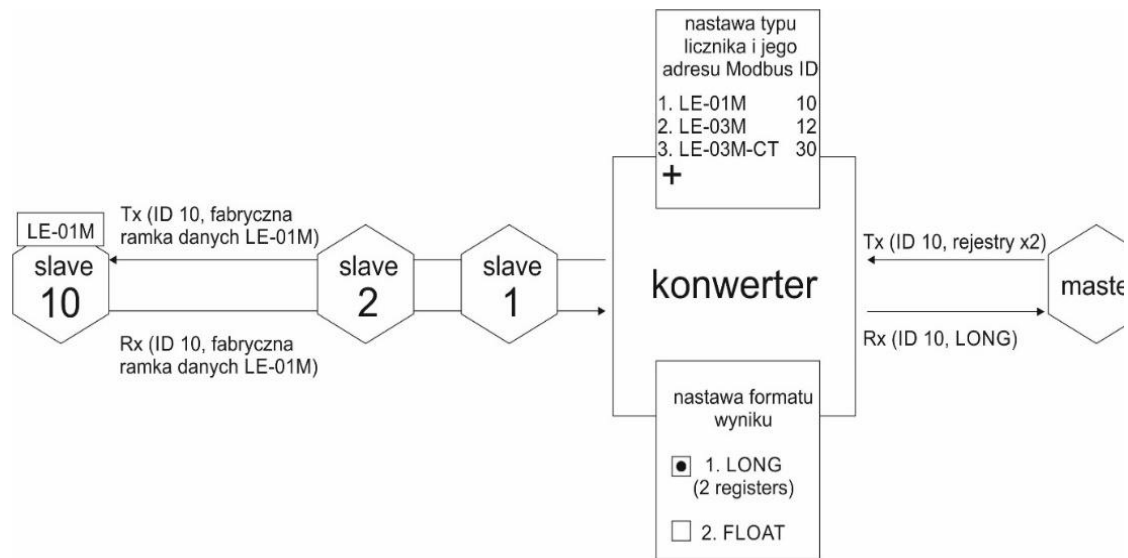 nastawa typu
licznika i jego
adresu Modbus ID
1. LE-01M 10
2. LE-03M 12
3. LE-03M-CT 30
+
LE-01M
slave
10
Tx (ID 10, fabryczna
ramka danych LE-01M)
Rx (ID 10, fabryczna
ramka danych LE-01M)
slave
2
slave
1
konwerter
Tx (ID 10, rejestry x2)
Rx (ID 10, LONG)
maste
nastawa formatu
wyniku
1. LONG
(2 registers)
2. FLOAT